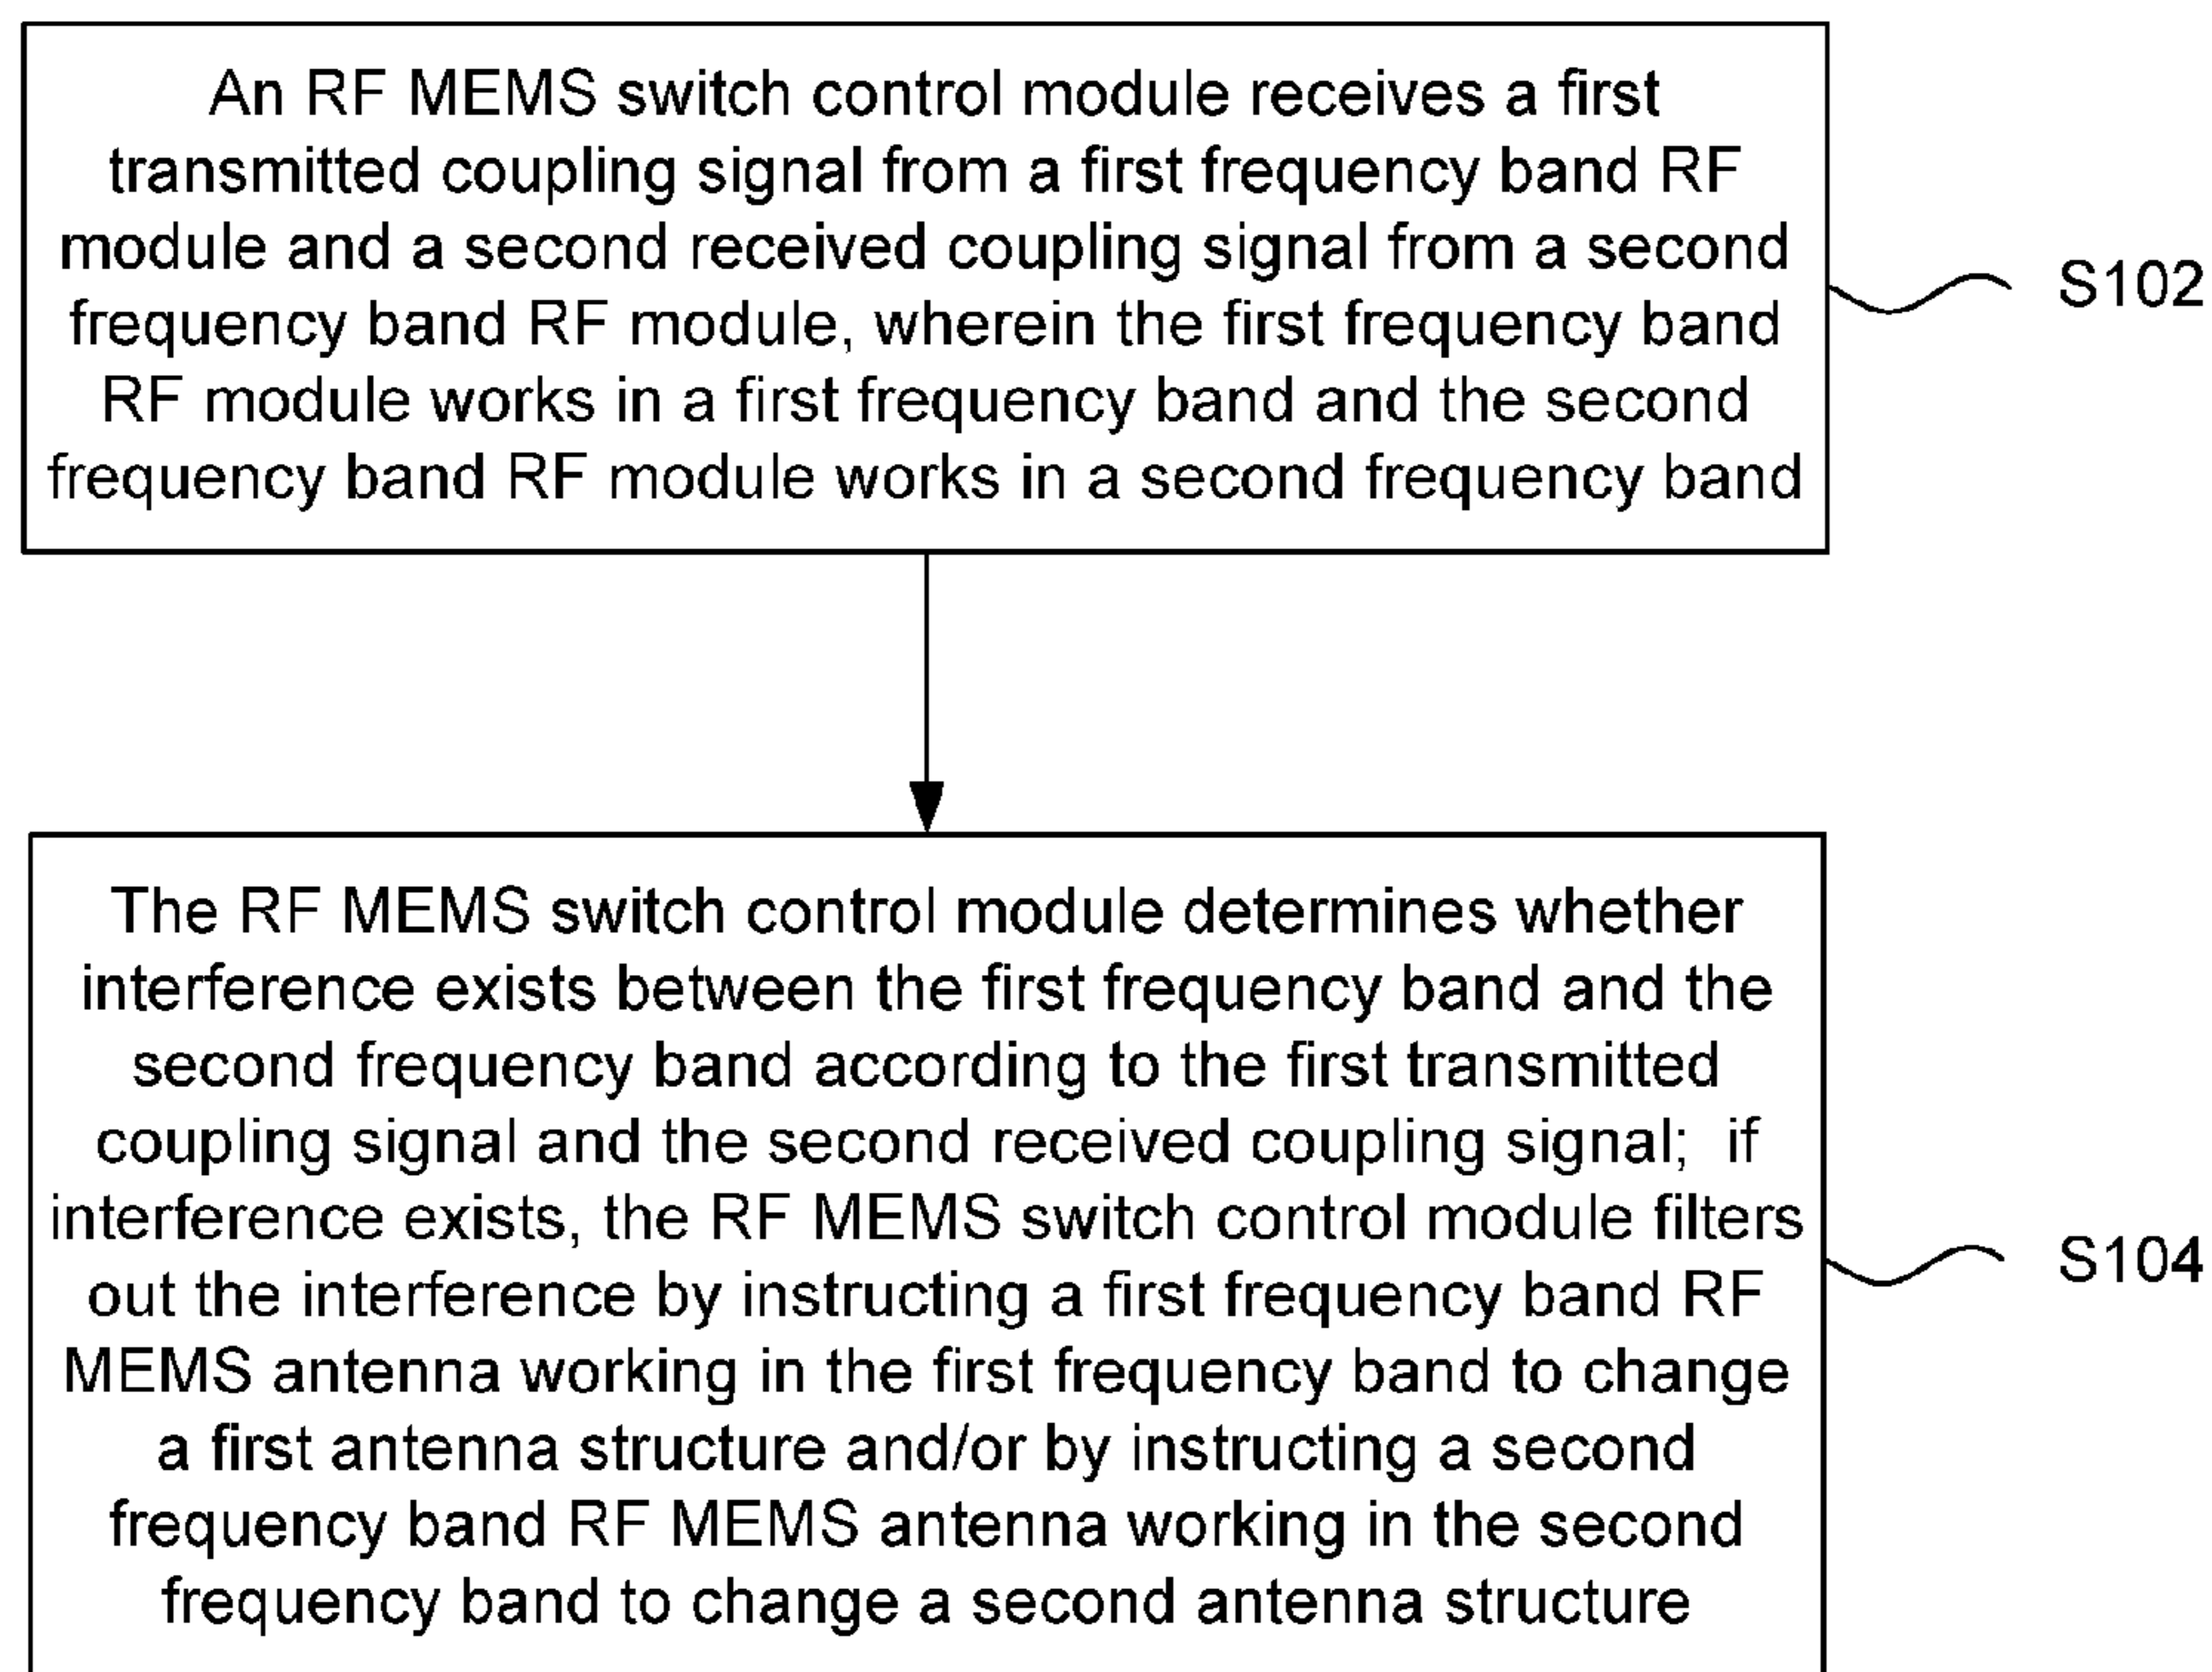 An RF MEMS switch control module receives a first
transmitted coupling signal from a first frequency band RF
module and a second received coupling signal from a second
frequency band RF module, wherein the first frequency band
RF module works in a first frequency band and the second
frequency band RF module works in a second frequency band
S102
The RF MEMS switch control module determines whether
interference exists between the first frequency band and the
second frequency band according to the first transmitted
coupling signal and the second received coupling signal; if
interference exists, the RF MEMS switch control module filters
out the interference by instructing a first frequency band RF
MEMS antenna working in the first frequency band to change
a first antenna structure and/or by instructing a second
frequency band RF MEMS antenna working in the second
frequency band to change a second antenna structure
S104